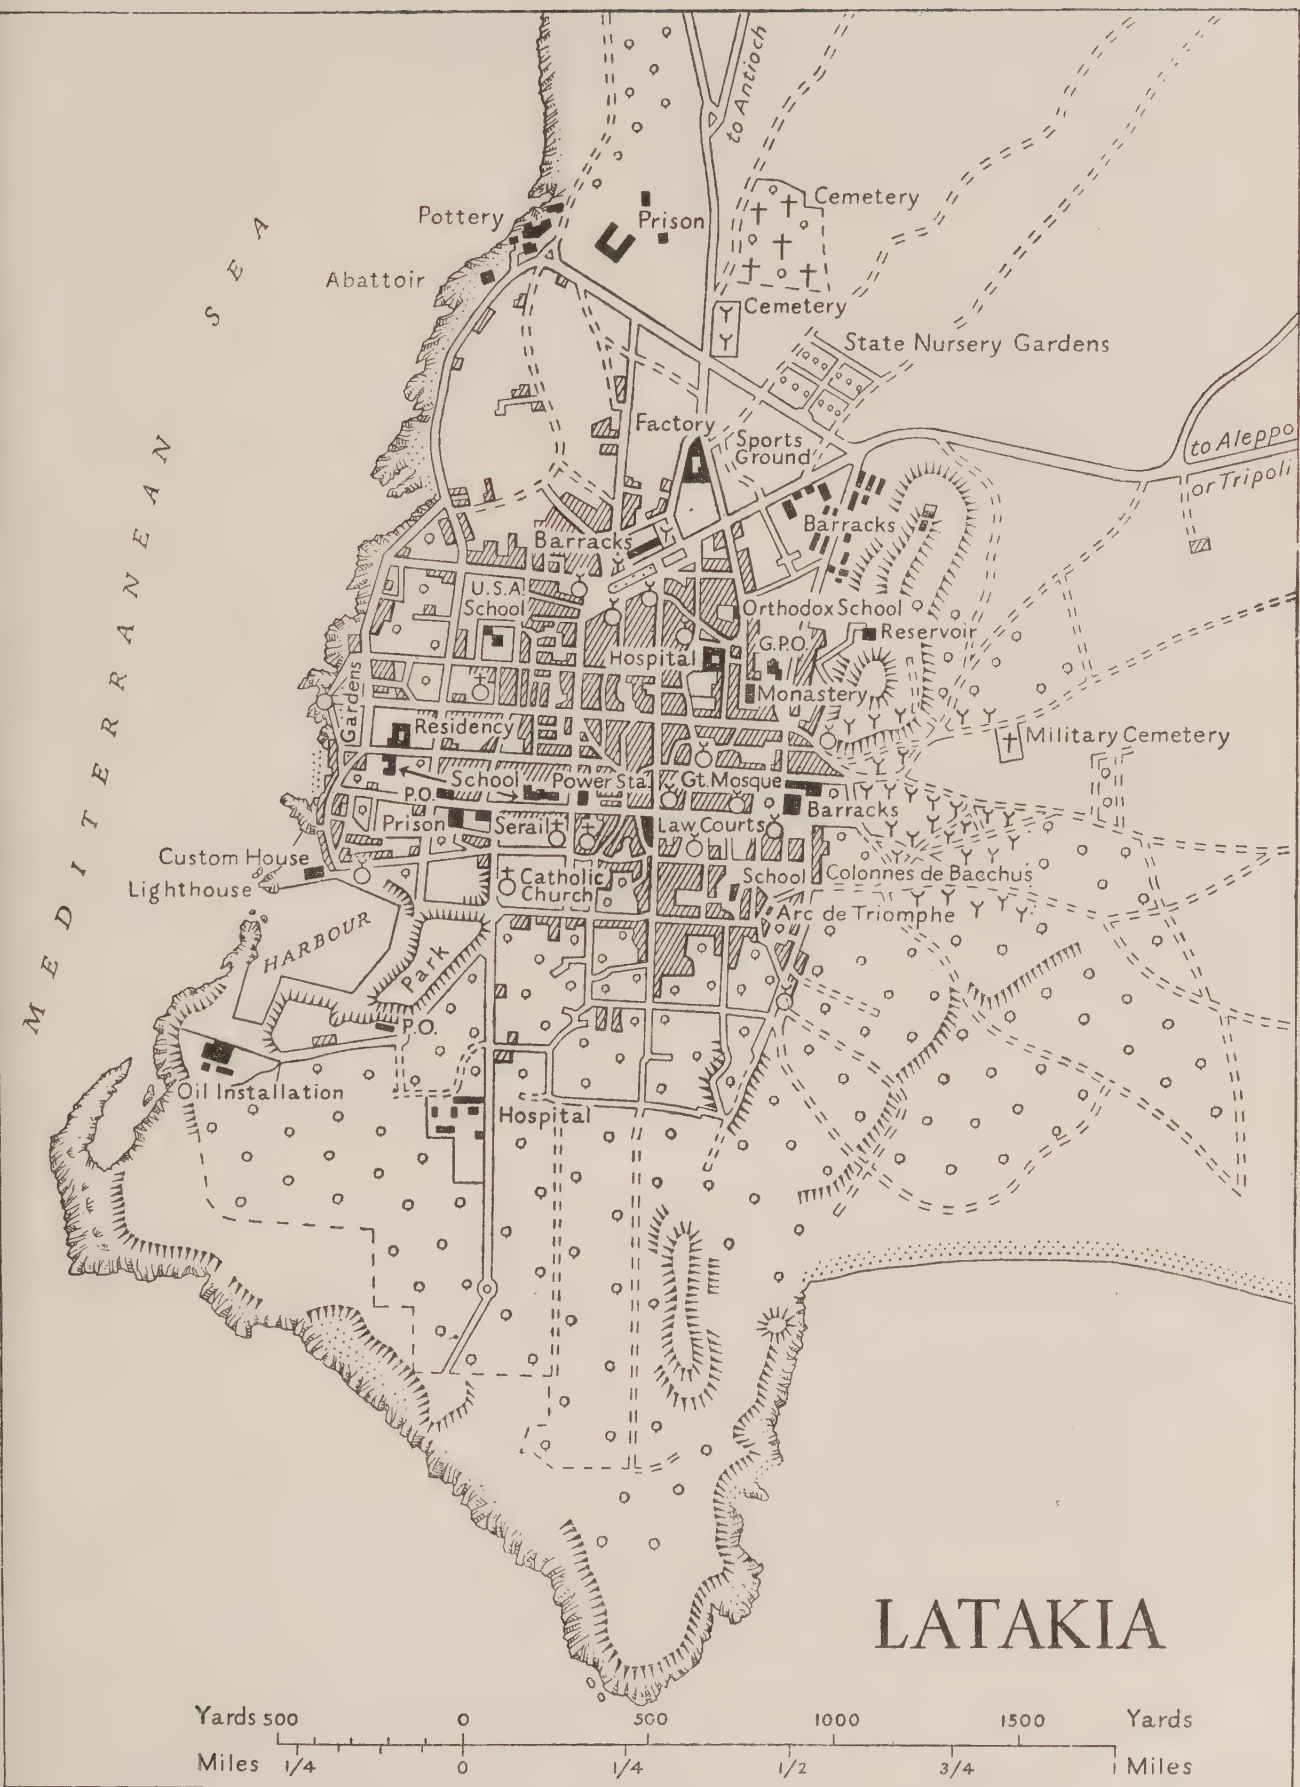 to Antioch
Cemetery
Pottery
Prison
MEDITERRANEAN SEA
Abattoir
Cemetery
State Nursery Gardens
Factory
Sports
Ground
to Aleppo
or Tripoli
Barracks
Barracks
U.S.A.
School
Orthodox School
Reservoir
G.P.O.
Hospital
Gardens
Monastery
Residency
Military Cemetery
School
Power Sta.
Gt. Mosque
P.O.
Barracks
Prison
Serail
Law Courts
Custom House
Lighthouse
Catholic
Church
School
Colonnes de Bacchus
Arc de Triomphe
HARBOUR
Park
P.O.
Oil Installation
Hospital
LATAKIA
Yards 500 0 500 1000 1500 Yards
Miles 1/4 0 1/4 1/2 3/4 1 Miles